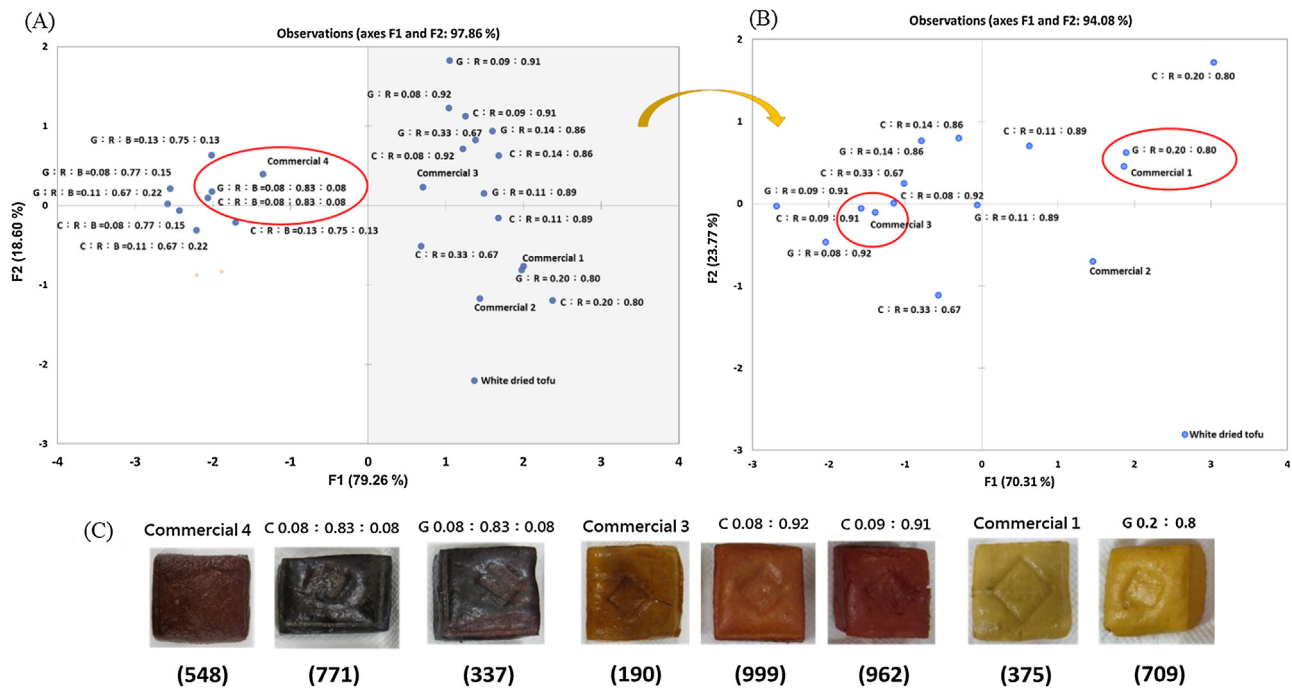 (A)
Observations (axes F1 and F2: 97.86 %)
2
1
0
-1
-2
-3
-4
-3
-2
-1
0
1
2
3
4
F2 (18.60 %)
F1 (79.26 %)
G：R = 0.09：0.91
G：R = 0.08：0.92
C：R = 0.09：0.91
G：R = 0.33：0.67
G：R = 0.14：0.86
C：R = 0.08：0.92
C：R = 0.14：0.86
Commercial 3
G：R = 0.11：0.89
C：R = 0.11：0.89
C：R = 0.33：0.67
Commercial 1
G：R = 0.20：0.80
Commercial 2
C：R = 0.20：0.80
White dried tofu
G：R：B =0.13：0.75：0.13
Commercial 4
G：R：B=0.08：0.77：0.15
G：R：B=0.08：0.83：0.08
G：R：B=0.11：0.67：0.22
C：R：B=0.08：0.83：0.08
C：R：B=0.08：0.77：0.15
C：R：B=0.13：0.75：0.13
C：R：B=0.11：0.67：0.22
(B)
Observations (axes F1 and F2: 94.08 %)
2
1
0
-1
-2
-3
-3
-2
-1
0
1
2
3
4
F2 (23.77 %)
F1 (70.31 %)
C：R = 0.20：0.80
C：R = 0.14：0.86
C：R = 0.11：0.89
G：R = 0.14：0.86
G：R = 0.20：0.80
Commercial 1
C：R = 0.33：0.67
G：R = 0.09：0.91
C：R = 0.08：0.92
C：R = 0.09：0.91
Commercial 3
G：R = 0.11：0.89
G：R = 0.08：0.92
Commercial 2
C：R = 0.33：0.67
White dried tofu
(C)
Commercial 4
C 0.08：0.83：0.08
G 0.08：0.83：0.08
Commercial 3
C 0.08：0.92
C 0.09：0.91
Commercial 1
G 0.2：0.8
(548)
(771)
(337)
(190)
(999)
(962)
(375)
(709)